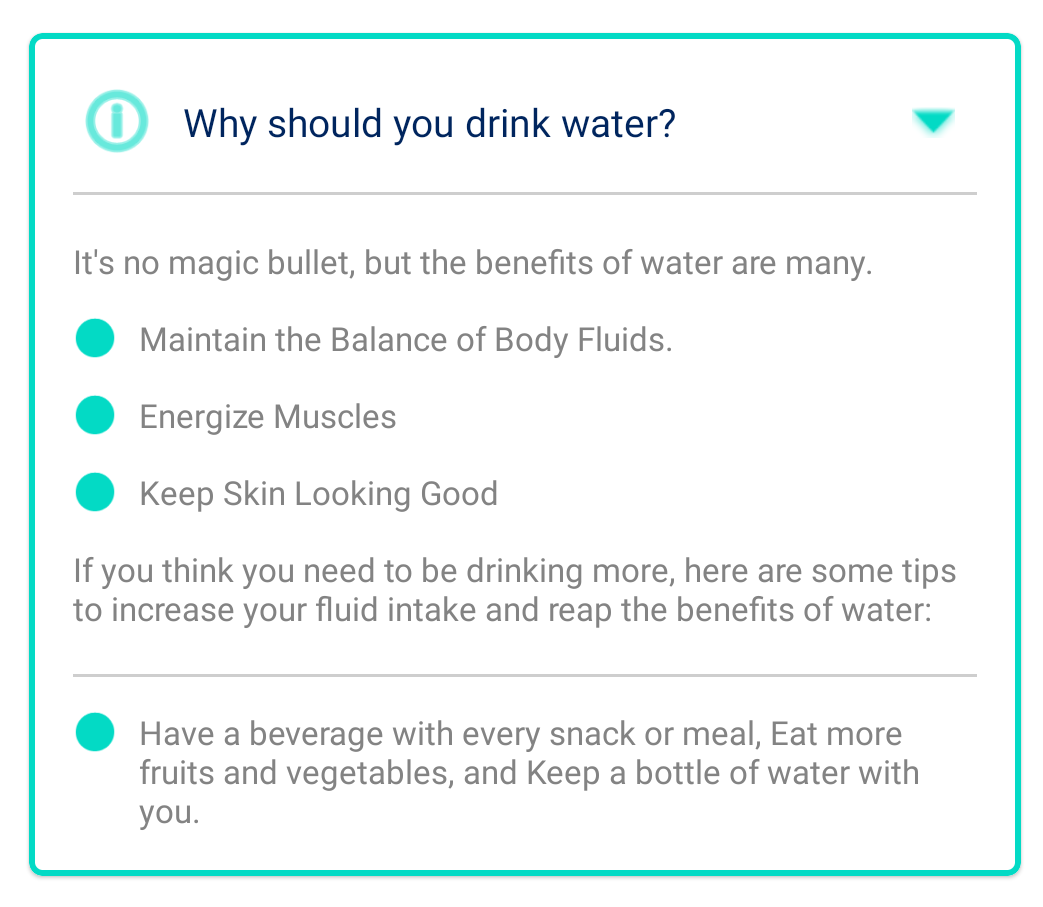 Why should you drink water?
It's no magic bullet, but the benefits of water are many.
Maintain the Balance of Body Fluids.
Energize Muscles
Keep Skin Looking Good
If you think you need to be drinking more, here are some tips
to increase your fluid intake and reap the benefits of water:
Have a beverage with every snack or meal, Eat more
fruits and vegetables, and Keep a bottle of water with
you.